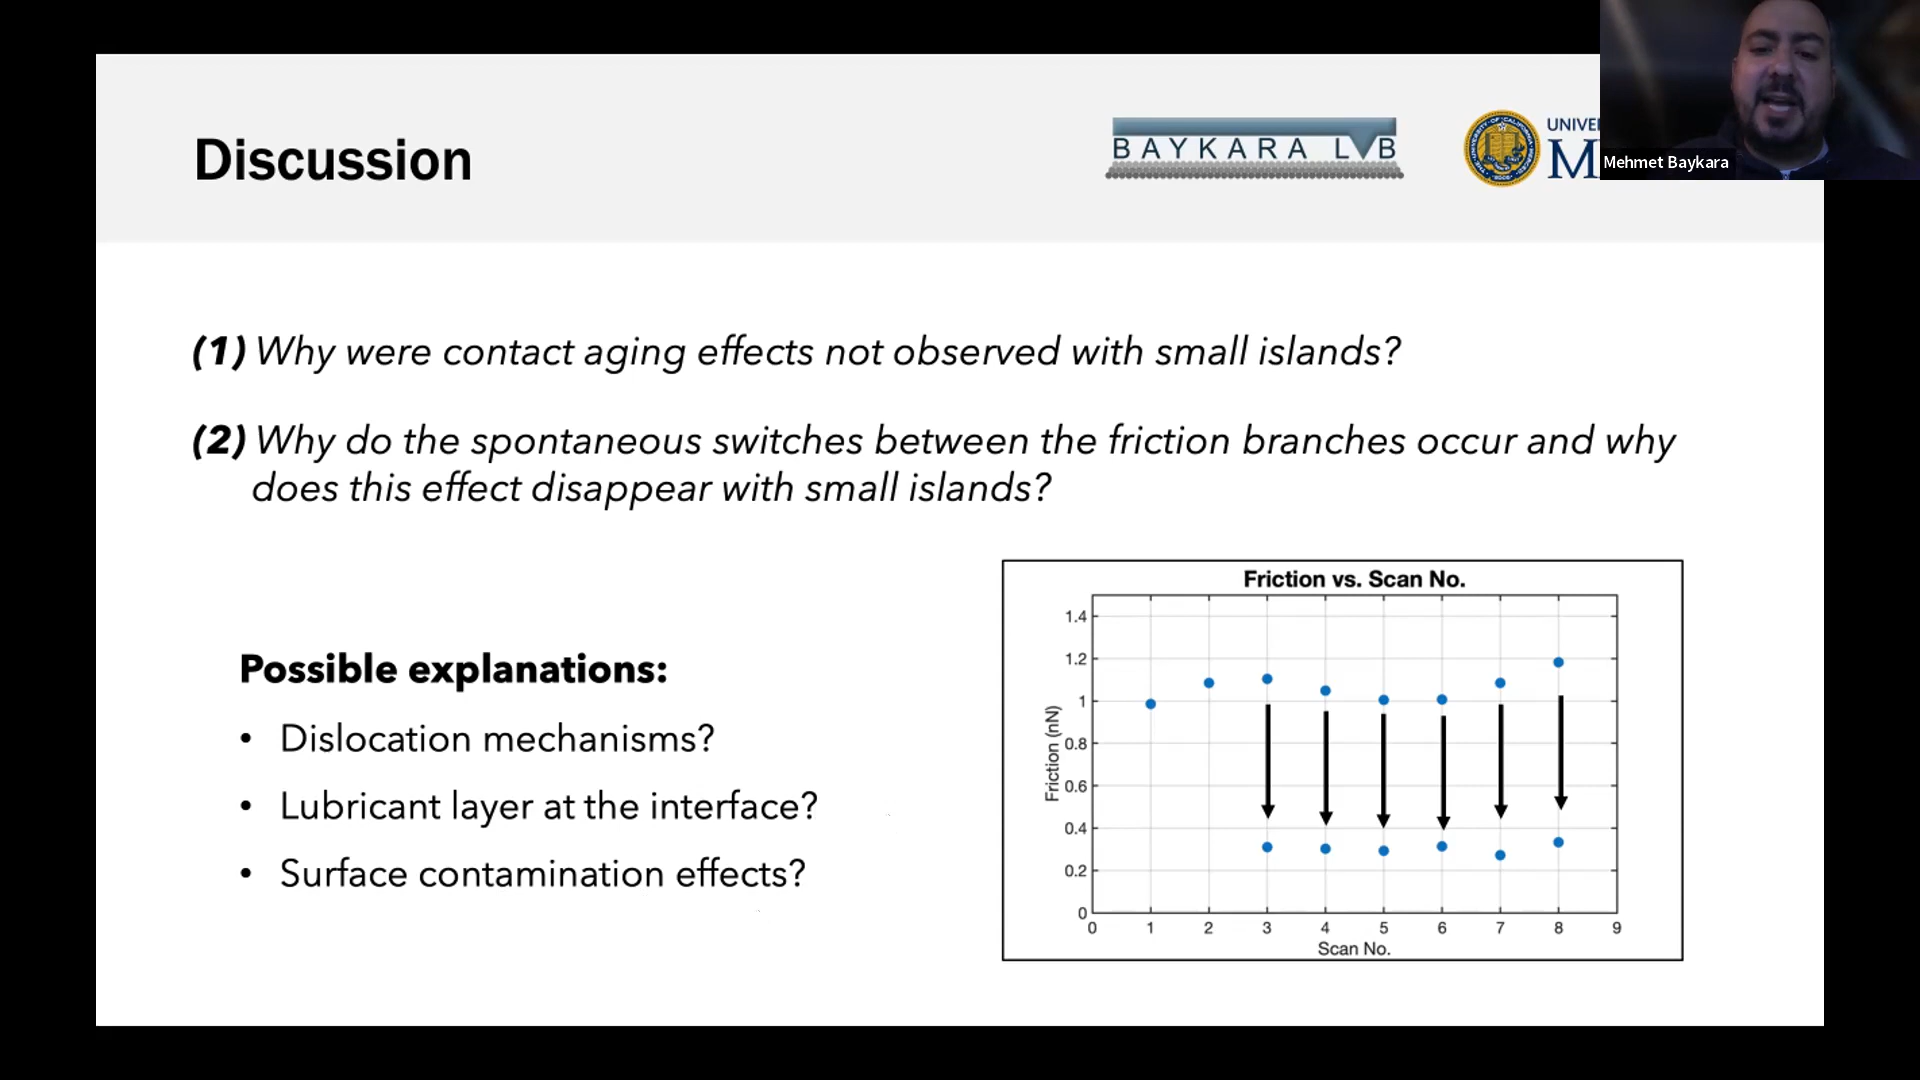 Discussion
BAYKARA LAB
UNIVE
M
Mehmet Baykara
(1) Why were contact aging effects not observed with small islands?
(2) Why do the spontaneous switches between the friction branches occur and why
does this effect disappear with small islands?
Possible explanations:
• Dislocation mechanisms?
• Lubricant layer at the interface?
• Surface contamination effects?
Friction vs. Scan No.
Friction (nN)
1.4
1.2
1
0.8
0.6
0.4
0.2
0
0 1 2 3 4 5 6 7 8 9
Scan No.